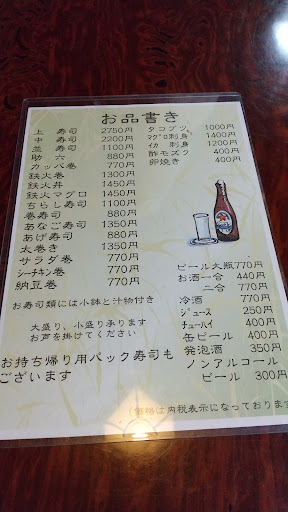 お品書き
上 寿司 2750円
中 寿司 2200円
並 寿司 1100円
助 六 880円
カッパ巻 770円
鉄火巻 1300円
鉄火丼 1450円
鉄火マグロ 1450円
ちらし寿司 1100円
巻寿司 880円
あなご寿司 1350円
あげ寿司 880円
太巻き 1350円
サラダ巻 770円
シーチキン巻 770円
納豆巻 770円
お寿司類には小鉢と汁物付き
大盛り、小盛り承ります
お声を掛けてください
お持ち帰り用パック寿司も
ございます
タコブツ 1000円
マグロ刺身 1400円
イカ 刺身 1200円
酢モズク 400円
卵焼き 400円
ビール大瓶 770円
お酒一合 440円
二合 770円
冷酒 770円
ジュース 250円
チューハイ 400円
缶ビール 400円
発泡酒 350円
ノンアルコール
ビール 300円
価格は内税表示になっております